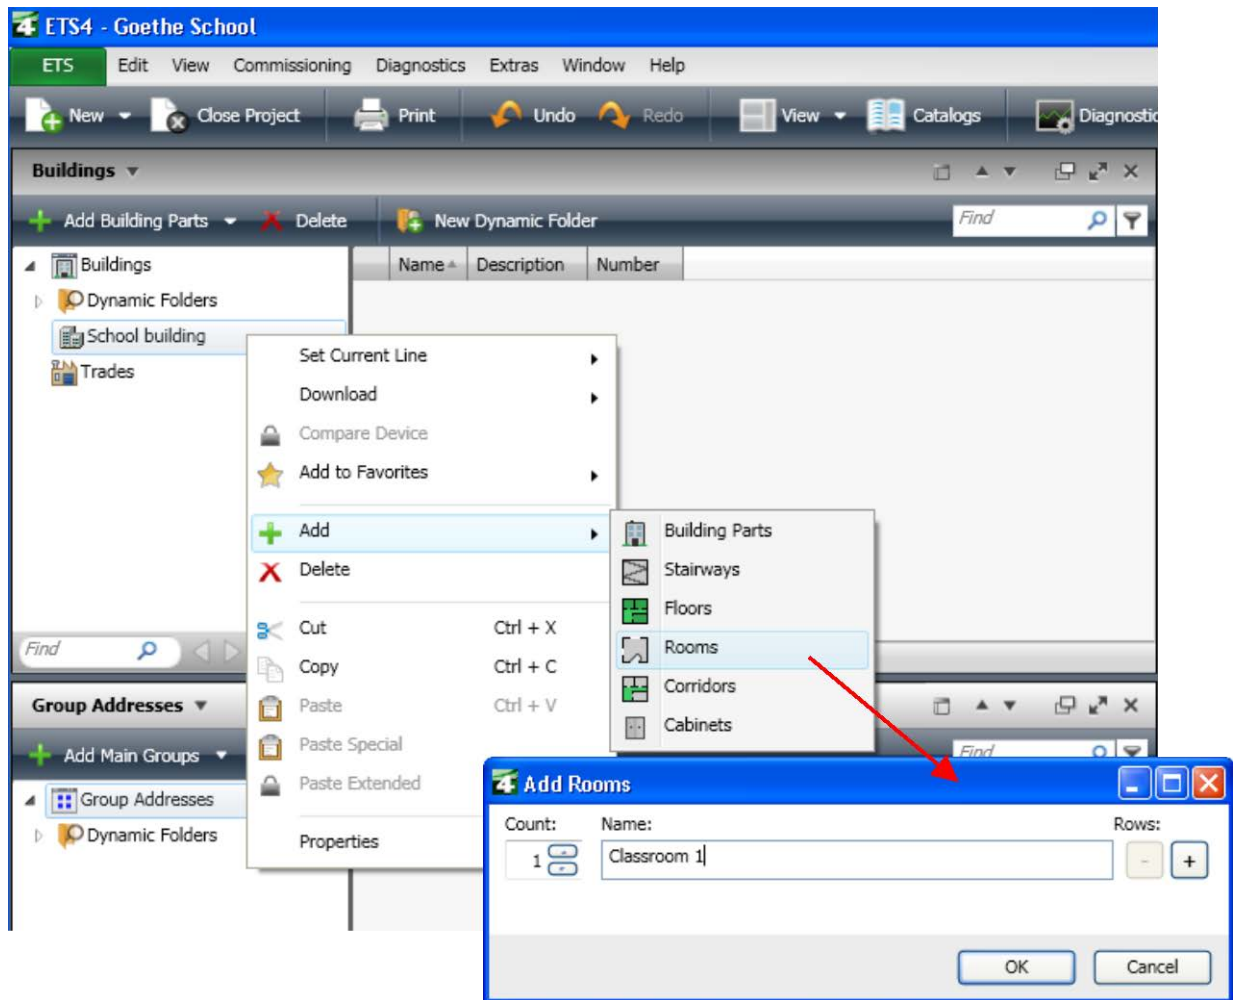 4 ETS4 - Goethe School
ETS Edit View Commissioning Diagnostics Extras Window Help
New Close Project Print Undo Redo View Catalogs Diagnostic
Buildings
Add Building Parts Delete New Dynamic Folder Find
Buildings Name Description Number
Dynamic Folders
School building
Trades
Set Current Line
Download
Compare Device
Add to Favorites
Add
Delete
Cut Ctrl + X
Copy Ctrl + C
Paste Ctrl + V
Paste Special
Paste Extended
Properties
Building Parts
Stairways
Floors
Rooms
Corridors
Cabinets
Find
Group Addresses
Add Main Groups Find
Group Addresses
Dynamic Folders
4 Add Rooms
Count: Name: Rows:
1 Classroom 1 - +
OK Cancel